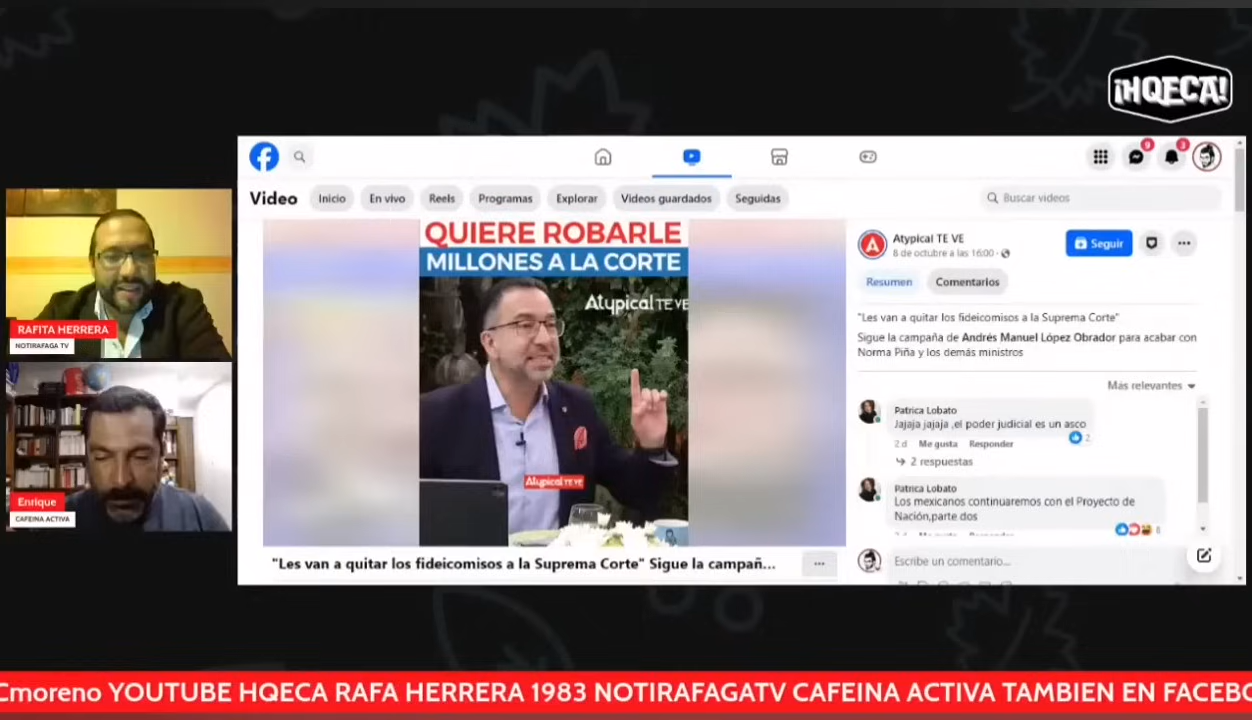 ¡HQECA!
9
3
Video
Inicio
En vivo
Reels
Programas
Explorar
Videos guardados
Seguidas
Buscar videos
QUIERE ROBARLE
MILLONES A LA CORTE
Atypical TE VE
Atypical TE VE
"Les van a quitar los fideicomisos a la Suprema Corte" Sigue la campañ...
A
Atypical TE VE
8 de octubre a las 16:00 ·
Seguir
Resumen
Comentarios
"Les van a quitar los fideicomisos a la Suprema Corte"
Sigue la campaña de Andrés Manuel López Obrador para acabar con
Norma Piña y los demás ministros
Más relevantes
Patrica Lobato
Jajaja jajaja ,el poder judicial es un asco
2
2 d Me gusta Responder
2 respuestas
Patrica Lobato
Los mexicanos continuaremos con el Proyecto de
Nación,parte dos
8
Escribe un comentario...
RAFITA HERRERA
NOTIRAFAGA TV
Enrique
CAFEINA ACTIVA
Cmoreno YOUTUBE HQECA RAFA HERRERA 1983 NOTIRAFAGATV CAFEINA ACTIVA TAMBIEN EN FACEBO